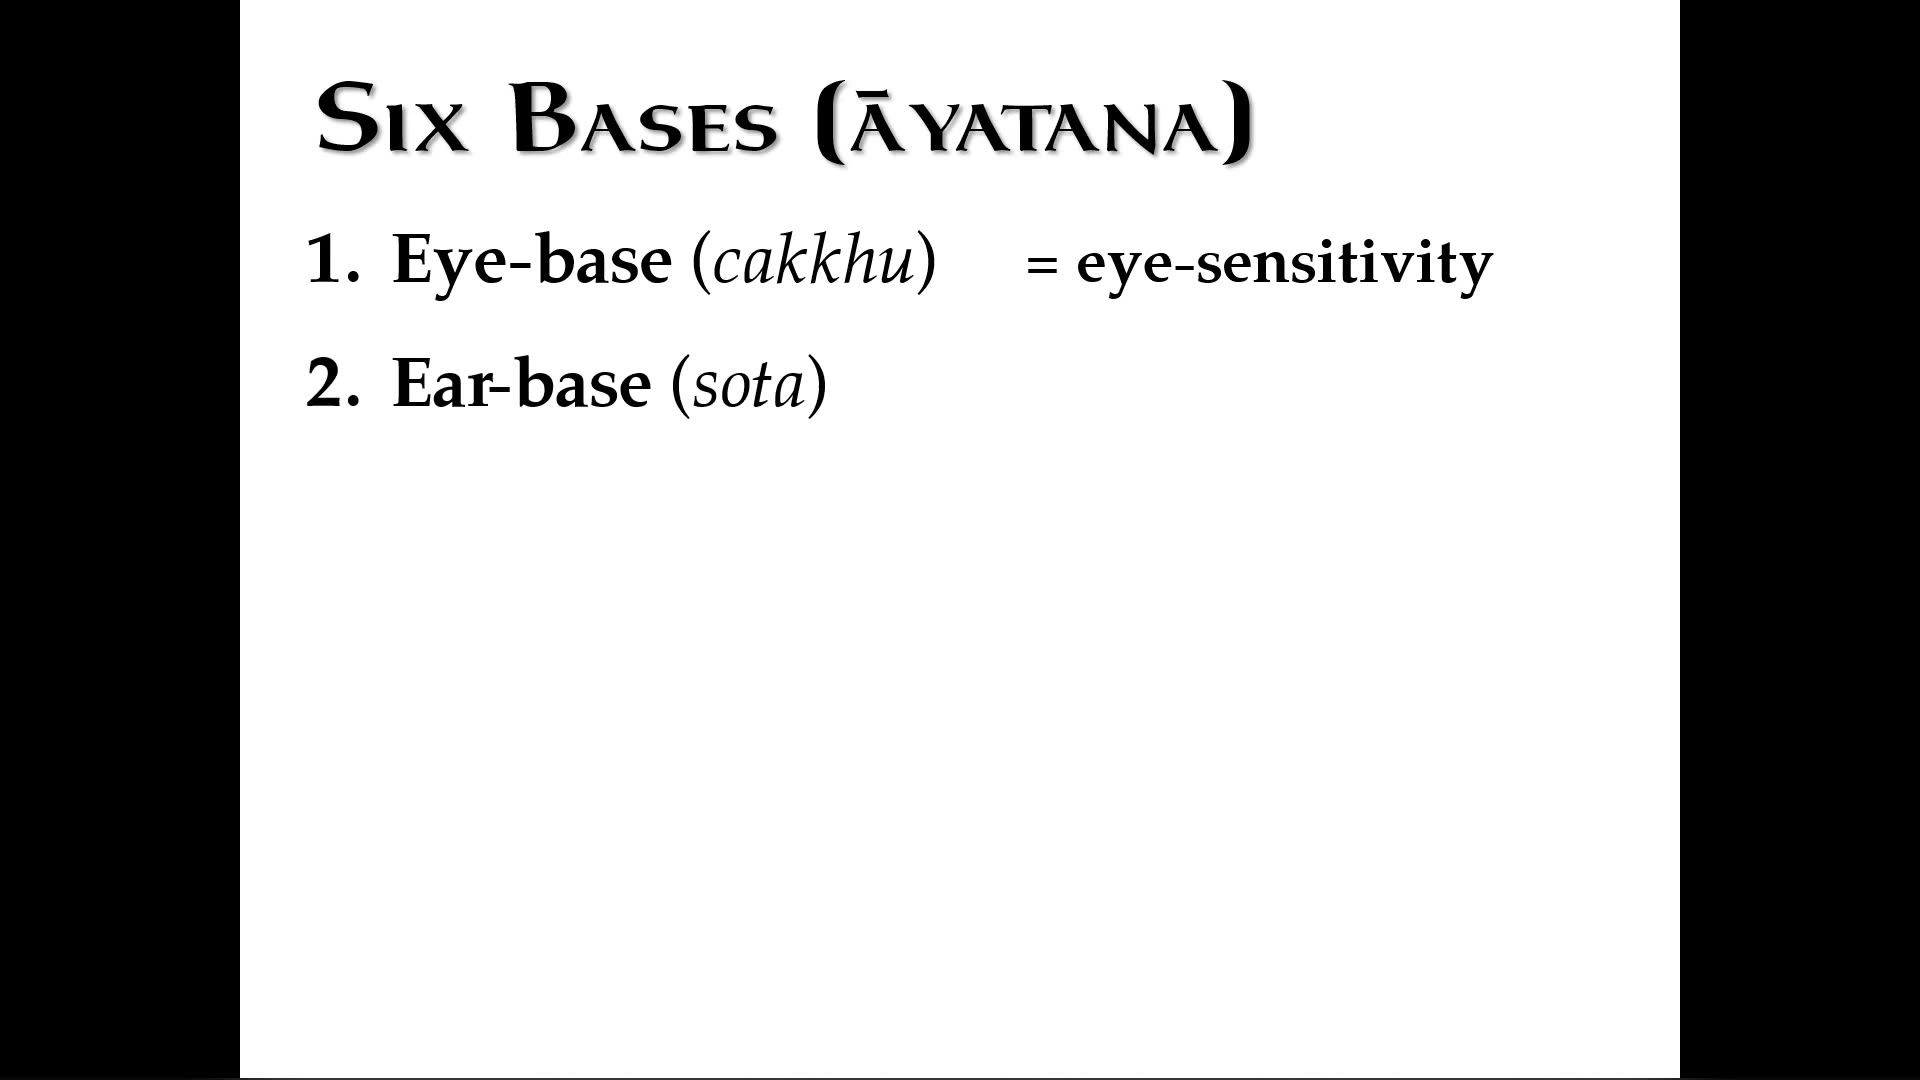 Six Bases (āyatana)
1. Eye-base (cakkhu) = eye-sensitivity
2. Ear-base (sota)